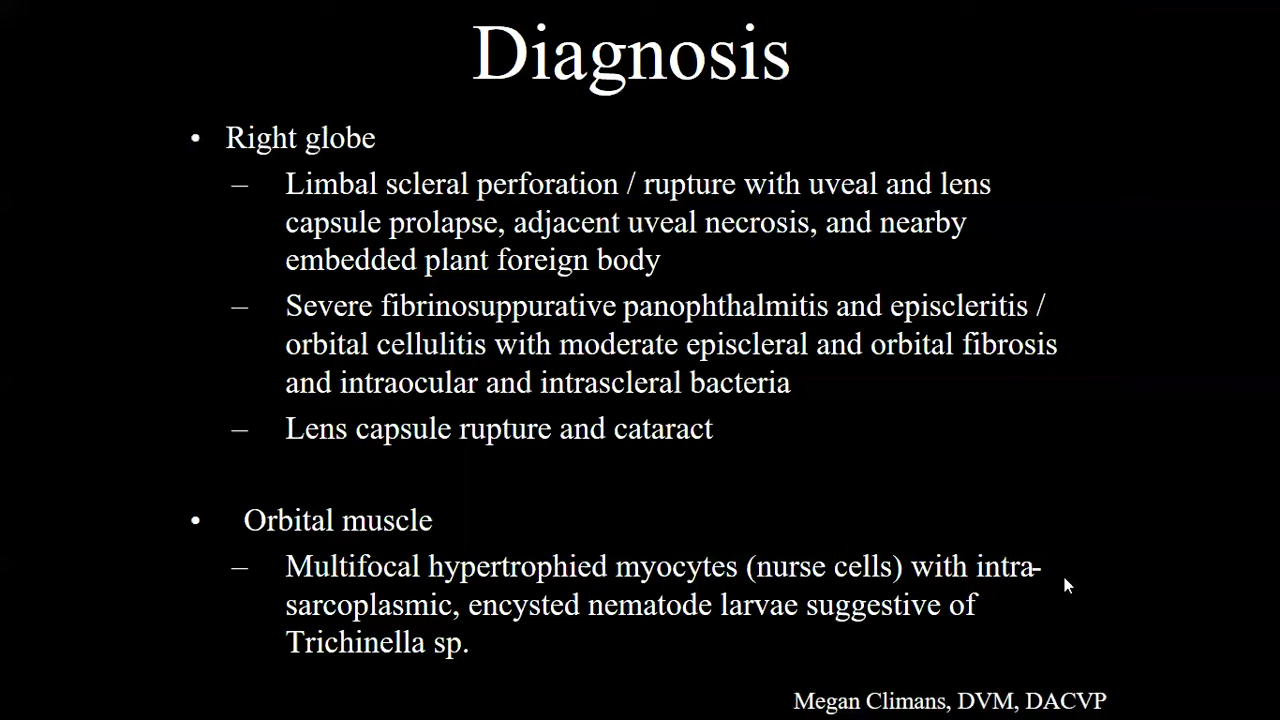 Diagnosis
• Right globe
– Limbal scleral perforation / rupture with uveal and lens
capsule prolapse, adjacent uveal necrosis, and nearby
embedded plant foreign body
– Severe fibrinosuppurative panophthalmitis and episcleritis /
orbital cellulitis with moderate episcleral and orbital fibrosis
and intraocular and intrascleral bacteria
– Lens capsule rupture and cataract
• Orbital muscle
– Multifocal hypertrophied myocytes (nurse cells) with intra-
sarcoplasmic, encysted nematode larvae suggestive of
Trichinella sp.
Megan Climans, DVM, DACVP